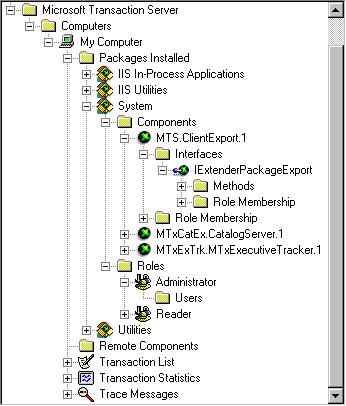 Microsoft Transaction Server
Computers
My Computer
Packages Installed
IIS In-Process Applications
IIS Utilities
System
Components
MTS.ClientExport.1
Interfaces
IExtenderPackageExport
Methods
Role Membership
Role Membership
MTxCatEx.CatalogServer.1
MTxExTrk.MTxExecutiveTracker.1
Roles
Administrator
Users
Reader
Utilities
Remote Components
Transaction List
Transaction Statistics
Trace Messages